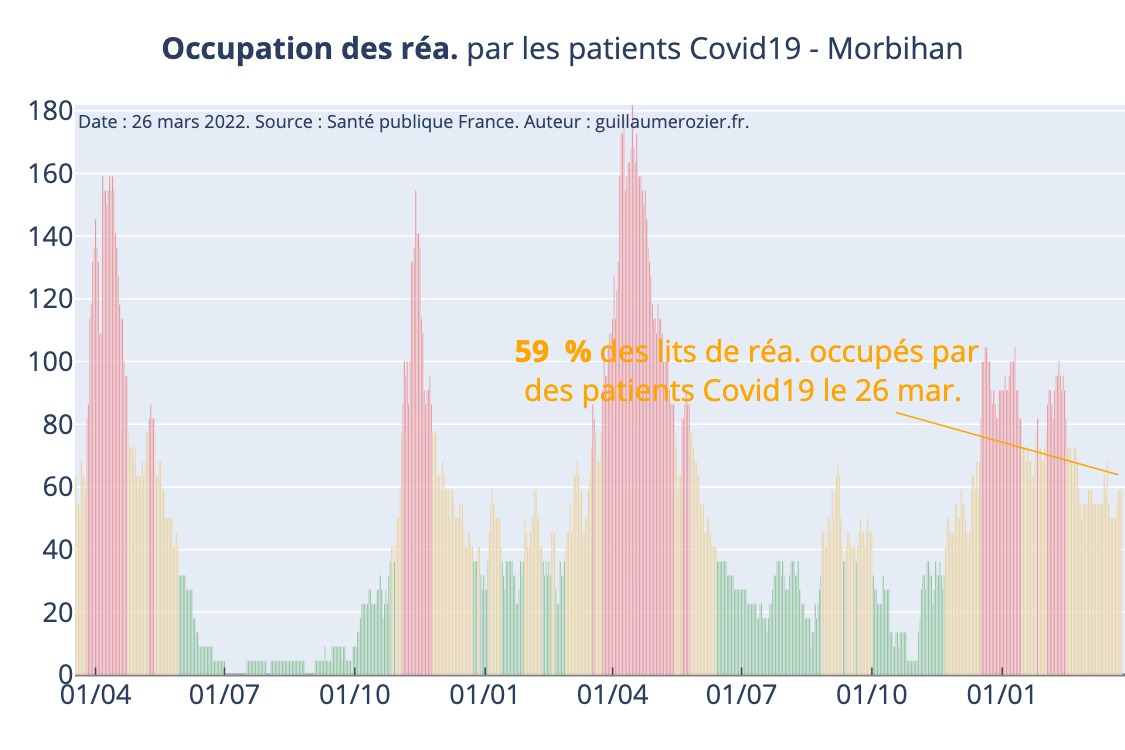 Occupation des réa. par les patients Covid19 - Morbihan
180
Date : 26 mars 2022. Source : Santé publique France. Auteur : guillaumerozier.fr.
160
140
120
100
59 % des lits de réa. occupés par
des patients Covid19 le 26 mar.
80
60
40
20
0
01/04 01/07 01/10 01/01 01/04 01/07 01/10 01/01